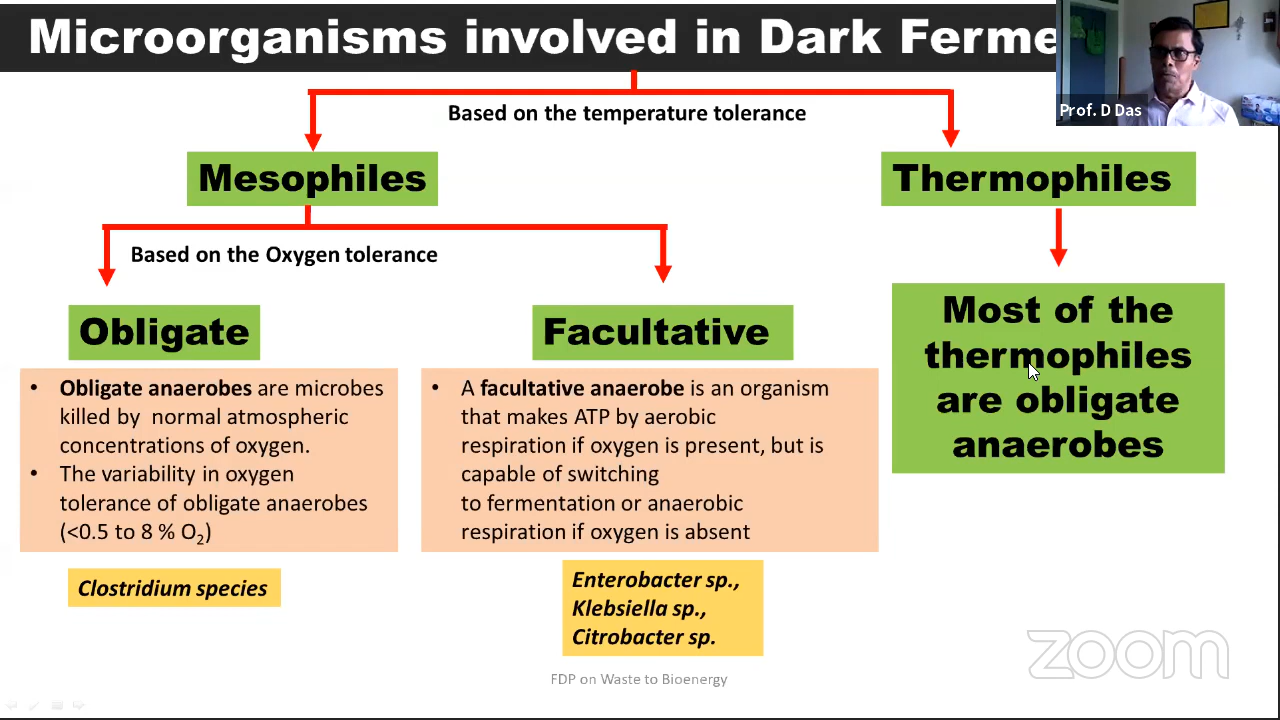 Microorganisms involved in Dark Ferme
Prof. D Das
Based on the temperature tolerance
Mesophiles
Thermophiles
Based on the Oxygen tolerance
Obligate
Facultative
Most of the
thermophiles
are obligate
anaerobes
• Obligate anaerobes are microbes
killed by normal atmospheric
concentrations of oxygen.
• The variability in oxygen
tolerance of obligate anaerobes
(<0.5 to 8 % O₂)
• A facultative anaerobe is an organism
that makes ATP by aerobic
respiration if oxygen is present, but is
capable of switching
to fermentation or anaerobic
respiration if oxygen is absent
Clostridium species
Enterobacter sp.,
Klebsiella sp.,
Citrobacter sp.
zoom
FDP on Waste to Bioenergy